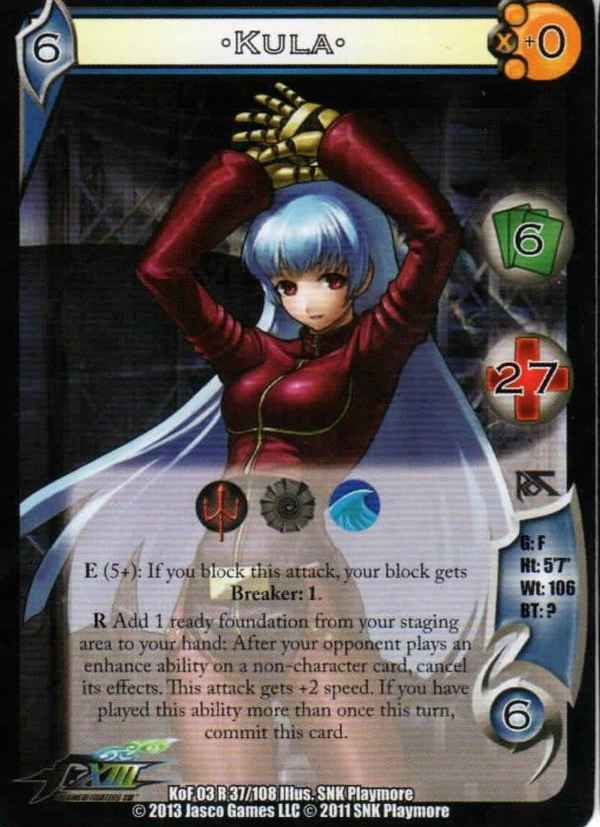 6
•KULA•
X +0
6
27
G: F
Ht: 5'7"
Wt: 106
BT: ?
E (5+): If you block this attack, your block gets
Breaker: 1.
R Add 1 ready foundation from your staging
area to your hand: After your opponent plays an
enhance ability on a non-character card, cancel
its effects. This attack gets +2 speed. If you have
played this ability more than once this turn,
commit this card.
6
XIII
KoF 03 R 37/108 Illus. SNK Playmore
© 2013 Jasco Games LLC © 2011 SNK Playmore